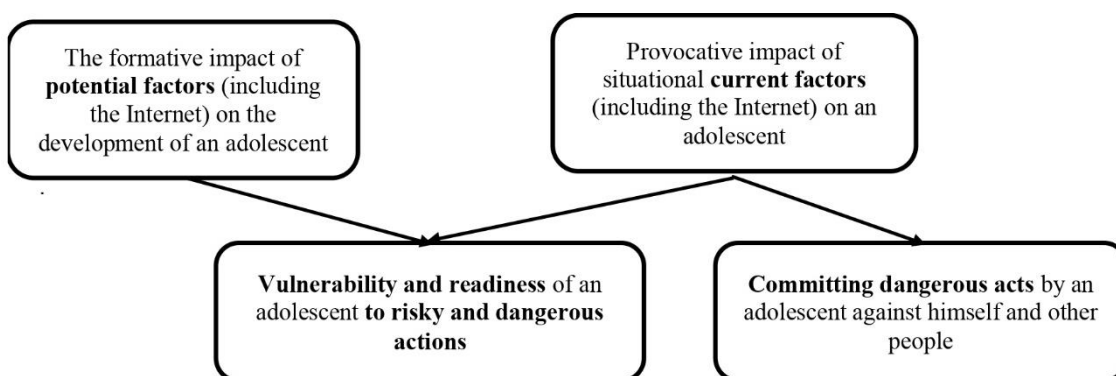 The formative impact of
potential factors (including
the Internet) on the
development of an adolescent
Provocative impact of
situational current factors
(including the Internet) on an
adolescent
.
Vulnerability and readiness of an
adolescent to risky and dangerous
actions
Committing dangerous acts by an
adolescent against himself and other
people